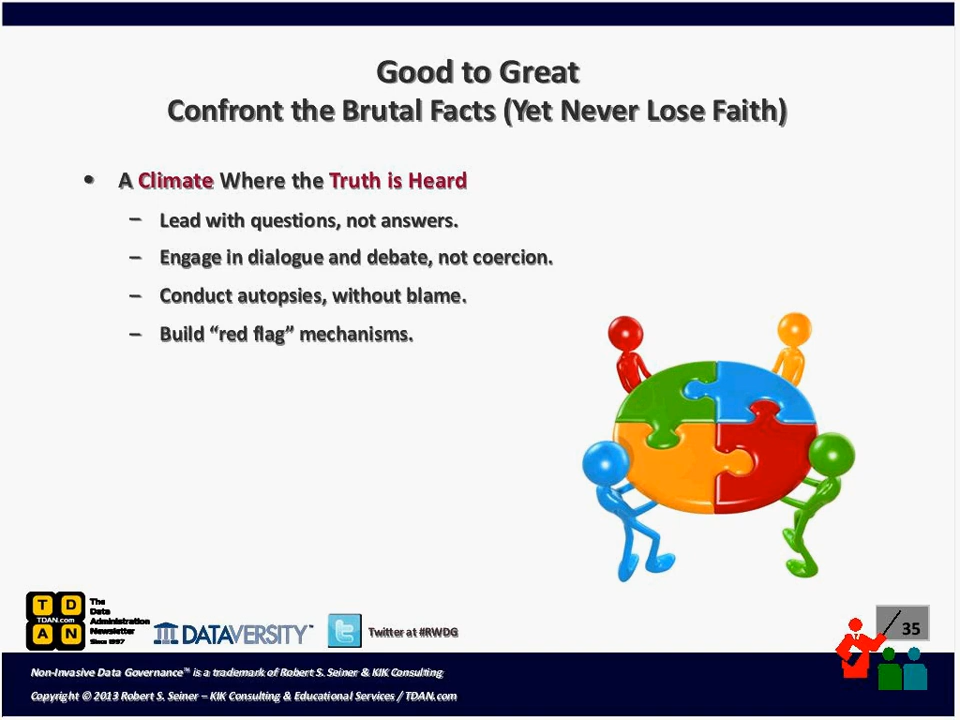 Good to Great
Confront the Brutal Facts (Yet Never Lose Faith)
• A Climate Where the Truth is Heard
– Lead with questions, not answers.
– Engage in dialogue and debate, not coercion.
– Conduct autopsies, without blame.
– Build “red flag” mechanisms.
T D
TDAN.com
A N
The
Data
Administration
Newsletter
Since 1997
DATAVERSITY™
Twitter at #RWDG
35
Non-Invasive Data Governance™ is a trademark of Robert S. Seiner & KIK Consulting
Copyright © 2013 Robert S. Seiner – KIK Consulting & Educational Services / TDAN.com